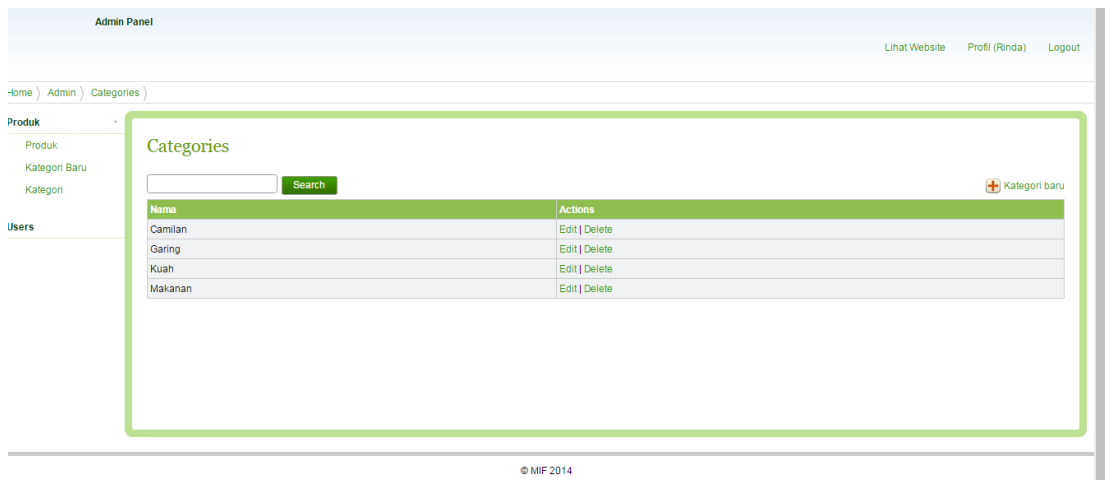 Admin Panel
Lihat Website Profil (Rinda) Logout
Home Admin Categories
Produk
Produk
Kategori Baru
Kategori
Users
Categories
Search
Kategori baru
Nama Actions
Camilan Edit | Delete
Garing Edit | Delete
Kuah Edit | Delete
Makanan Edit | Delete
© MIF 2014